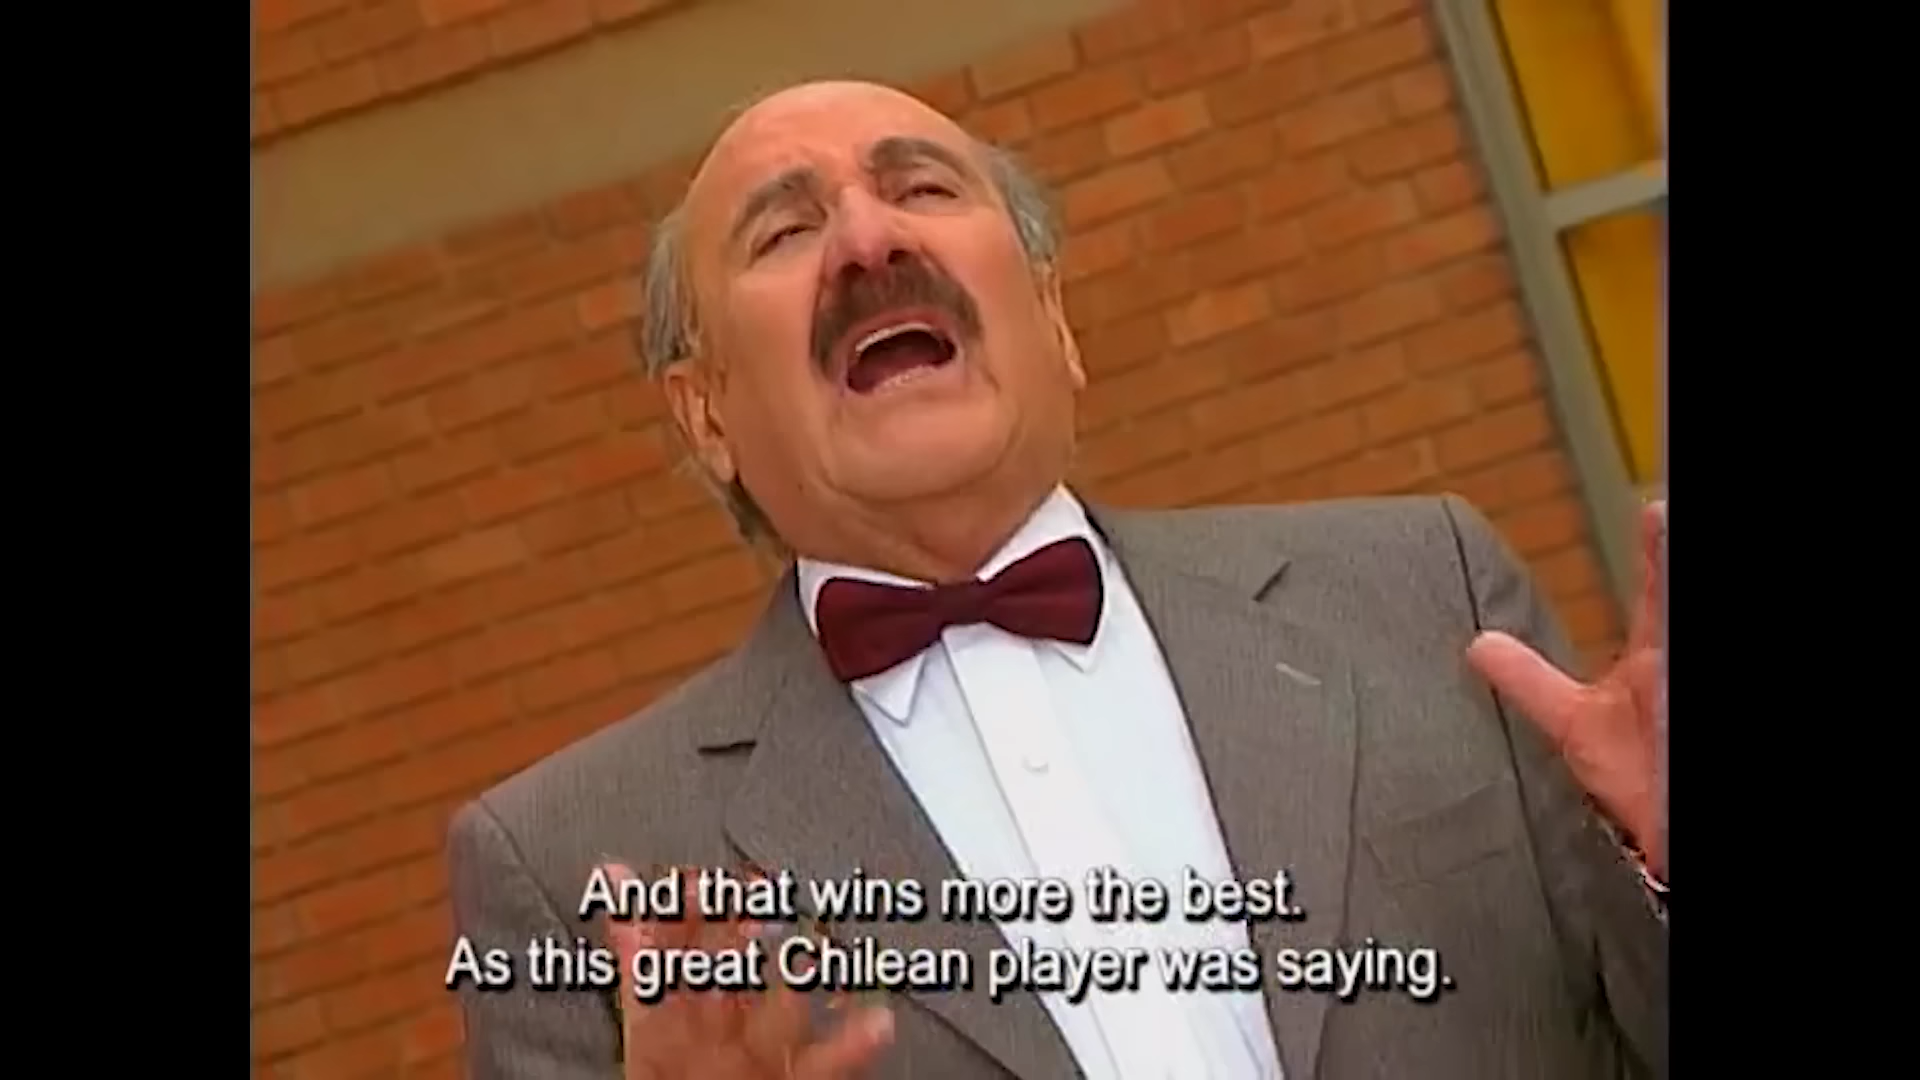 And that wins more the best.
As this great Chilean player was saying.